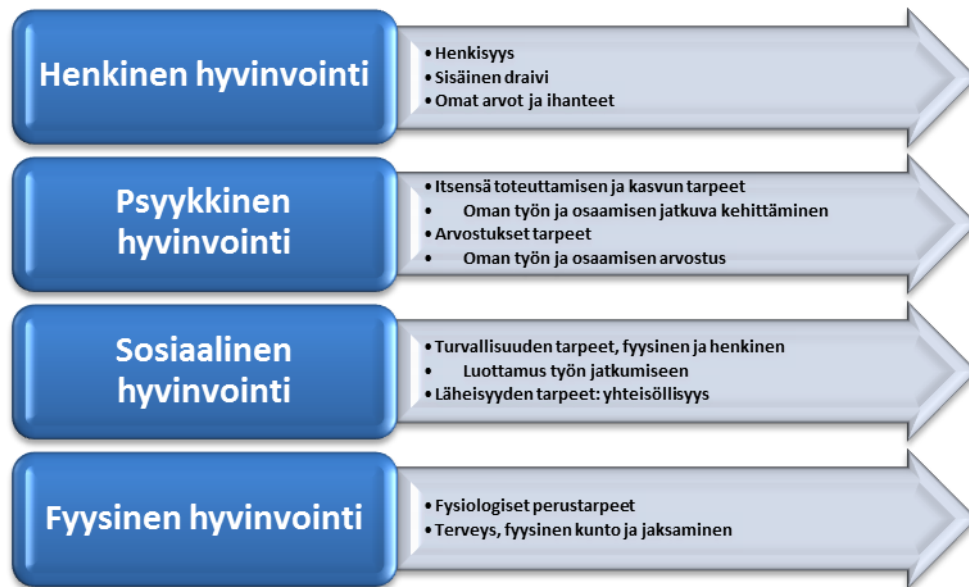 Henkinen hyvinvointi
• Henkisyys
• Sisäinen draivi
• Omat arvot ja ihanteet
Psyykkinen
hyvinvointi
• Itsensä toteuttamisen ja kasvun tarpeet
• Oman työn ja osaamisen jatkuva kehittäminen
• Arvostukset tarpeet
• Oman työn ja osaamisen arvostus
Sosiaalinen
hyvinvointi
• Turvallisuuden tarpeet, fyysinen ja henkinen
• Luottamus työn jatkumiseen
• Läheisyyden tarpeet: yhteisöllisyys
Fyysinen hyvinvointi
• Fysiologiset perustarpeet
• Terveys, fyysinen kunto ja jaksaminen